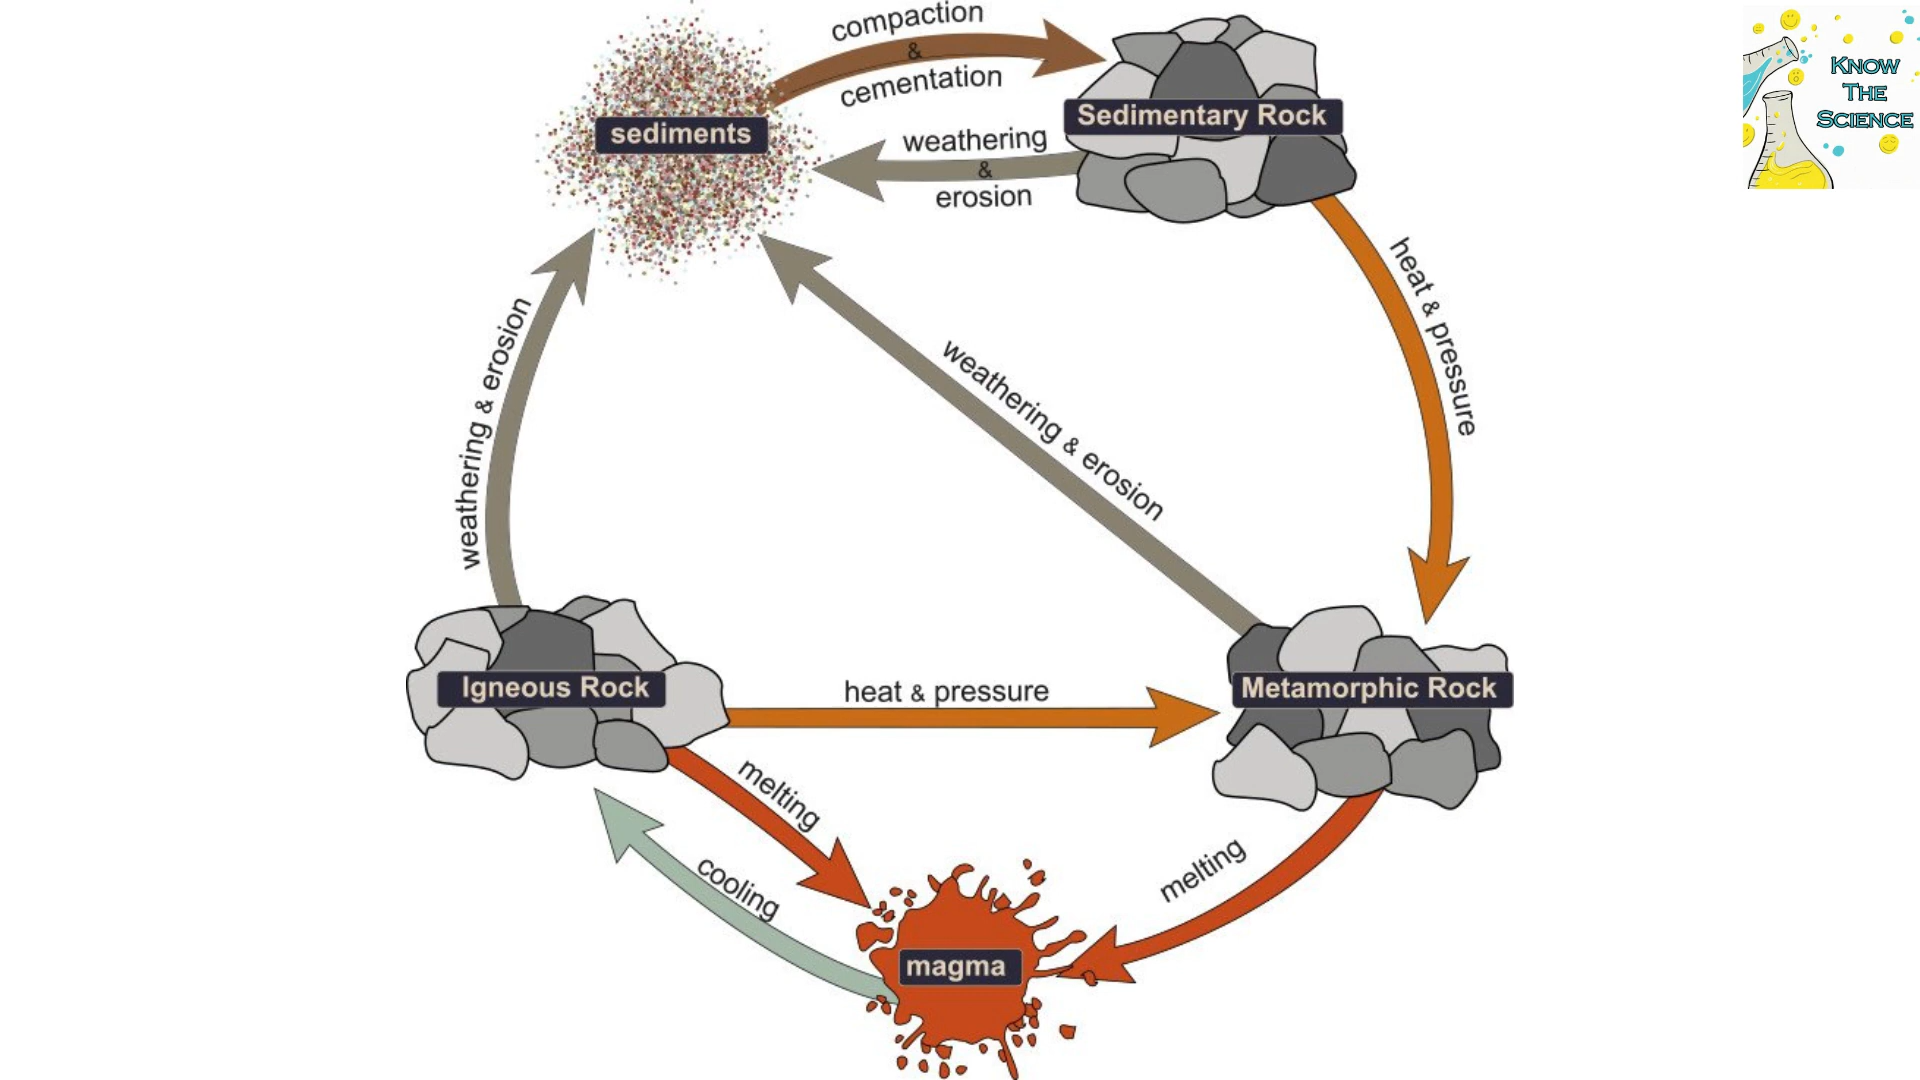 compaction
&
cementation
sediments
Sedimentary Rock
weathering
&
erosion
KNOW
THE
SCIENCE
heat & pressure
weathering & erosion
weathering & erosion
Igneous Rock
heat & pressure
Metamorphic Rock
melting
cooling
melting
magma